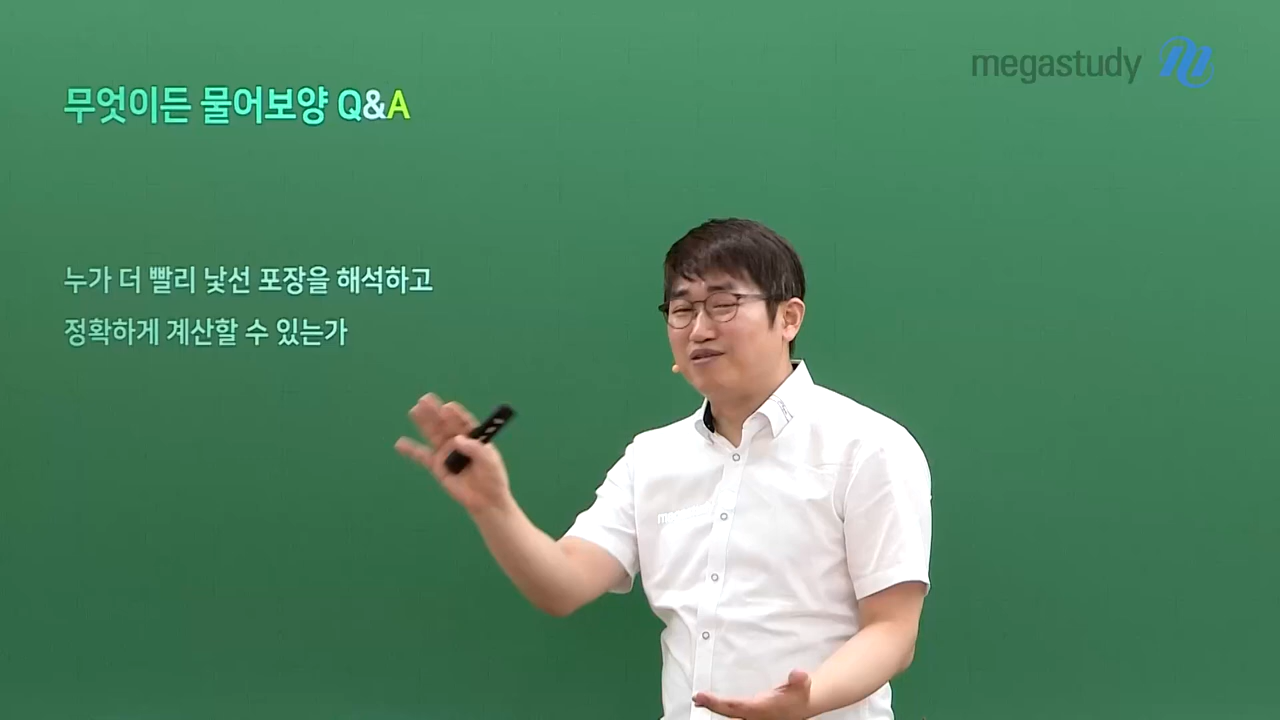 megastudy
무엇이든 물어보양 Q&A
누가 더 빨리 낯선 포장을 해석하고
정확하게 계산할 수 있는가